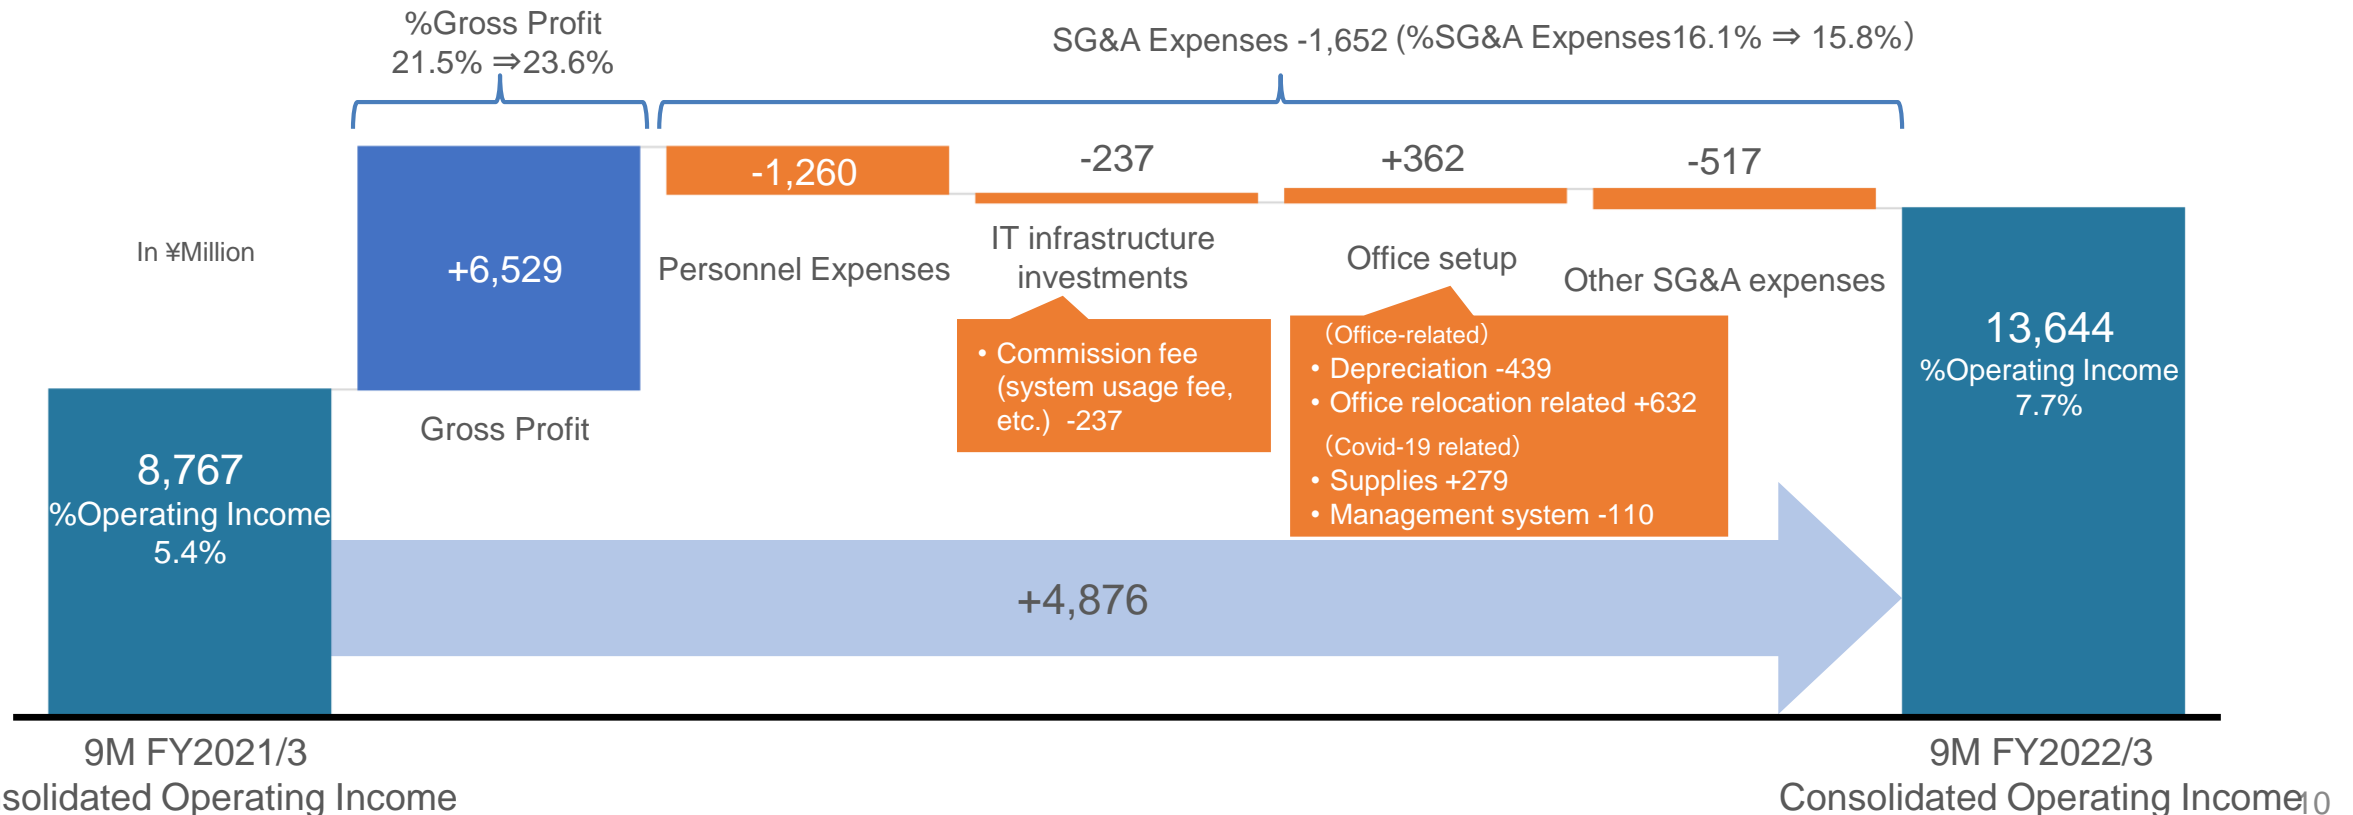 %Gross Profit
21.5% ⇒23.6%
SG&A Expenses -1,652 (%SG&A Expenses16.1% ⇒ 15.8%）
In ¥Million
+6,529
Gross Profit
-1,260
Personnel Expenses
-237
IT infrastructure
investments
• Commission fee
(system usage fee,
etc.) -237
+362
Office setup
（Office-related）
• Depreciation -439
• Office relocation related +632
（Covid-19 related）
• Supplies +279
• Management system -110
-517
Other SG&A expenses
8,767
%Operating Income
5.4%
13,644
%Operating Income
7.7%
+4,876
9M FY2021/3
solidated Operating Income
9M FY2022/3
Consolidated Operating Income
10